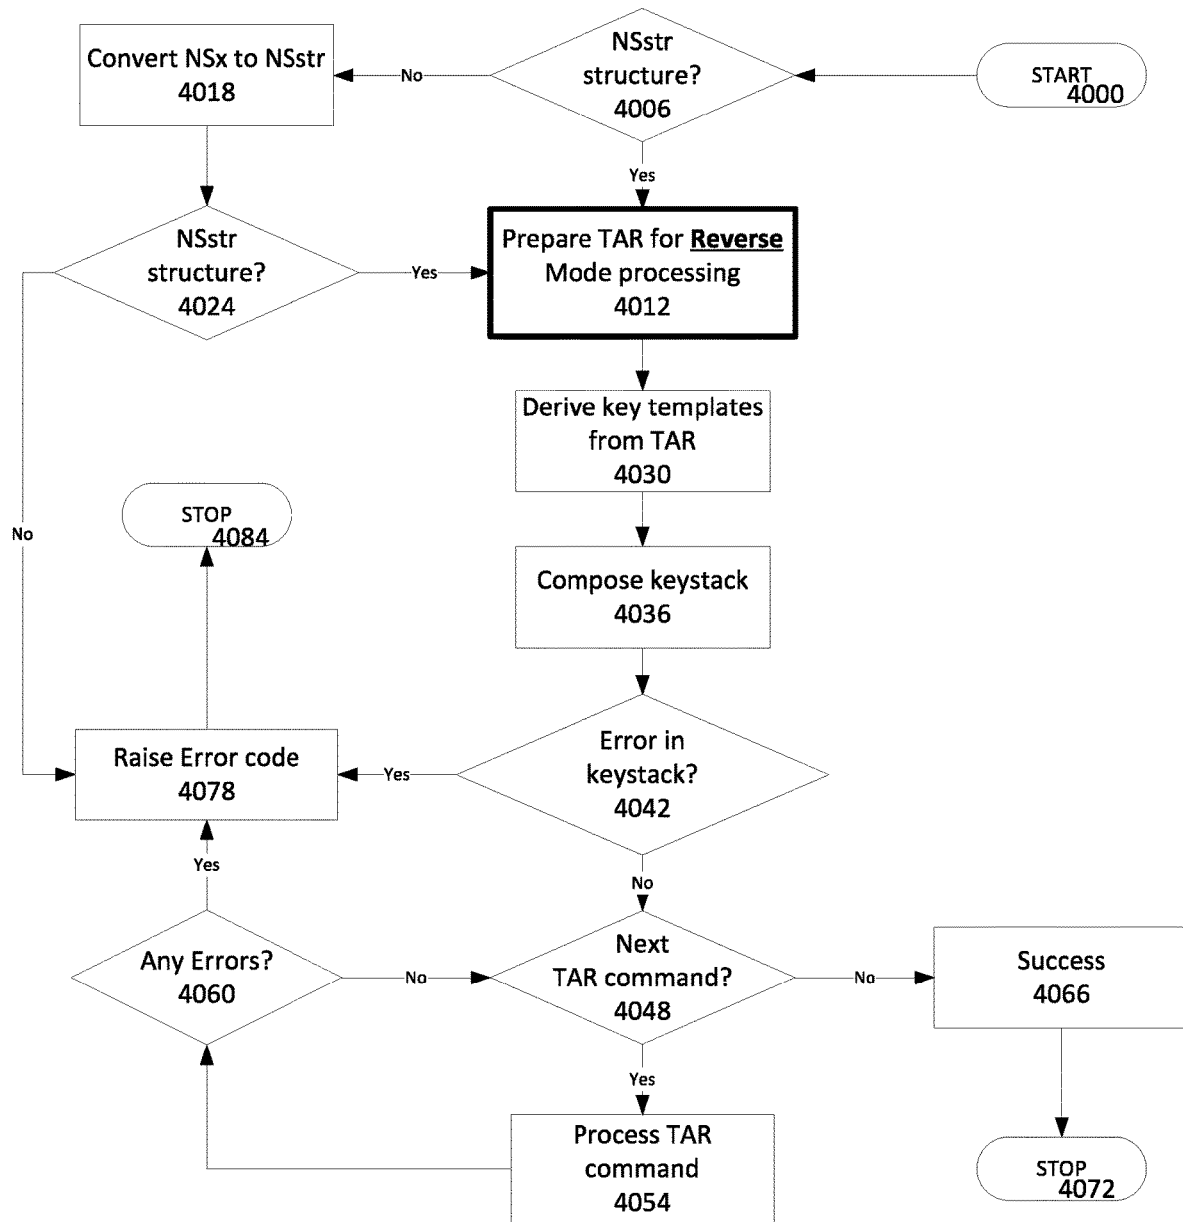 Convert NSx to NSstr
4018
No
NSstr
structure?
4006
START
4000
Yes
NSstr
structure?
4024
Yes
Prepare TAR for Reverse
Mode processing
4012
Derive key templates
from TAR
4030
STOP
4084
No
Compose keystack
4036
Raise Error code
4078
Yes
Error in
keystack?
4042
Yes
No
Any Errors?
4060
No
Next
TAR command?
4048
No
Success
4066
Yes
Process TAR
command
4054
STOP
4072